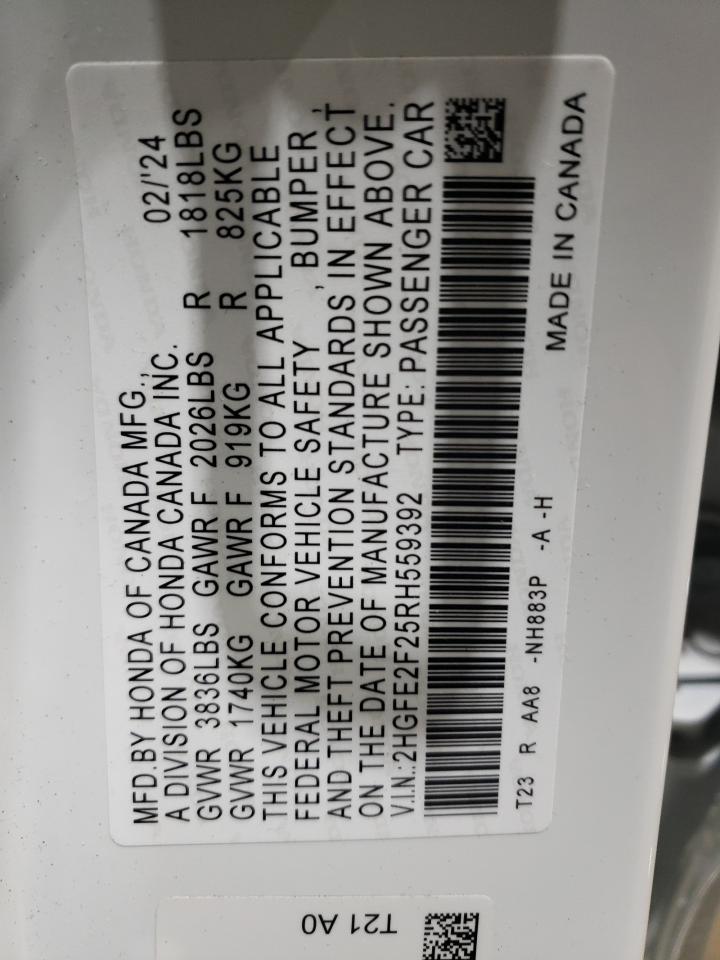 MFD.BY HONDA OF CANADA MFG., 02/'24
A DIVISION OF HONDA CANADA INC.
GVWR 3836LBS GAWR F 2026LBS R 1818LBS
GVWR 1740KG GAWR F 919KG R 825KG
THIS VEHICLE CONFORMS TO ALL APPLICABLE
FEDERAL MOTOR VEHICLE SAFETY , BUMPER ,
AND THEFT PREVENTION STANDARDS IN EFFECT
ON THE DATE OF MANUFACTURE SHOWN ABOVE.
V.I.N.:2HGFE2F25RH559392 TYPE: PASSENGER CAR
T23 R AA8 -NH883P -A -H
MADE IN CANADA
T21 A0